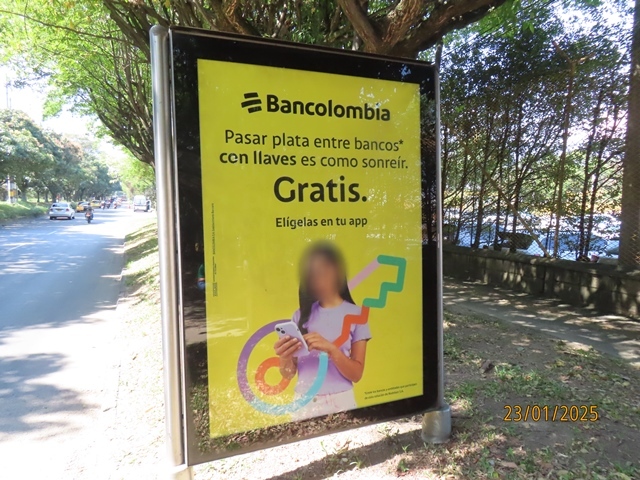 Bancolombia
Pasar plata entre bancos*
con llaves es como sonreír.
Gratis.
Elígelas en tu app
23/01/2025